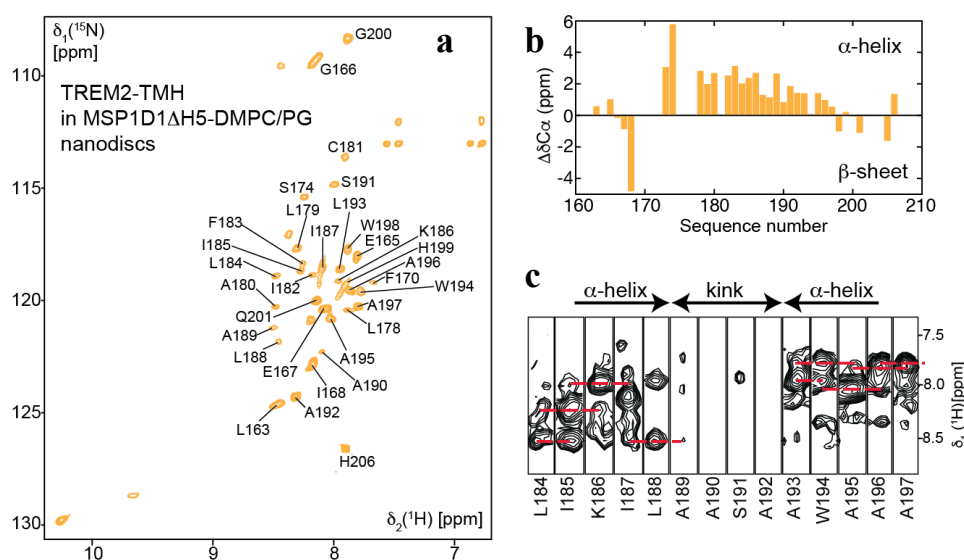 a
δ₁(¹⁵N)
[ppm]
TREM2-TMH
in MSP1D1ΔH5-DMPC/PG
nanodiscs
G200
G166
C181
S174
S191
L179
L193
F183
I187
W198
K186
I185
E165
H199
L184
A196
I182
F170
A180
W194
Q201
A197
A189
L178
L188
A195
E167
A190
I168
A192
L163
H206
110
115
120
125
130
δ₂(¹H) [ppm]
10
9
8
7
b
ΔδCα (ppm)
6
4
2
0
-2
-4
α-helix
β-sheet
160
170
180
190
200
210
Sequence number
c
α-helix
kink
α-helix
7.5
8.0
8.5
(¹H)[ppm]
L184
I185
K186
I187
L188
A189
A190
S191
A192
A193
W194
A195
A196
A197